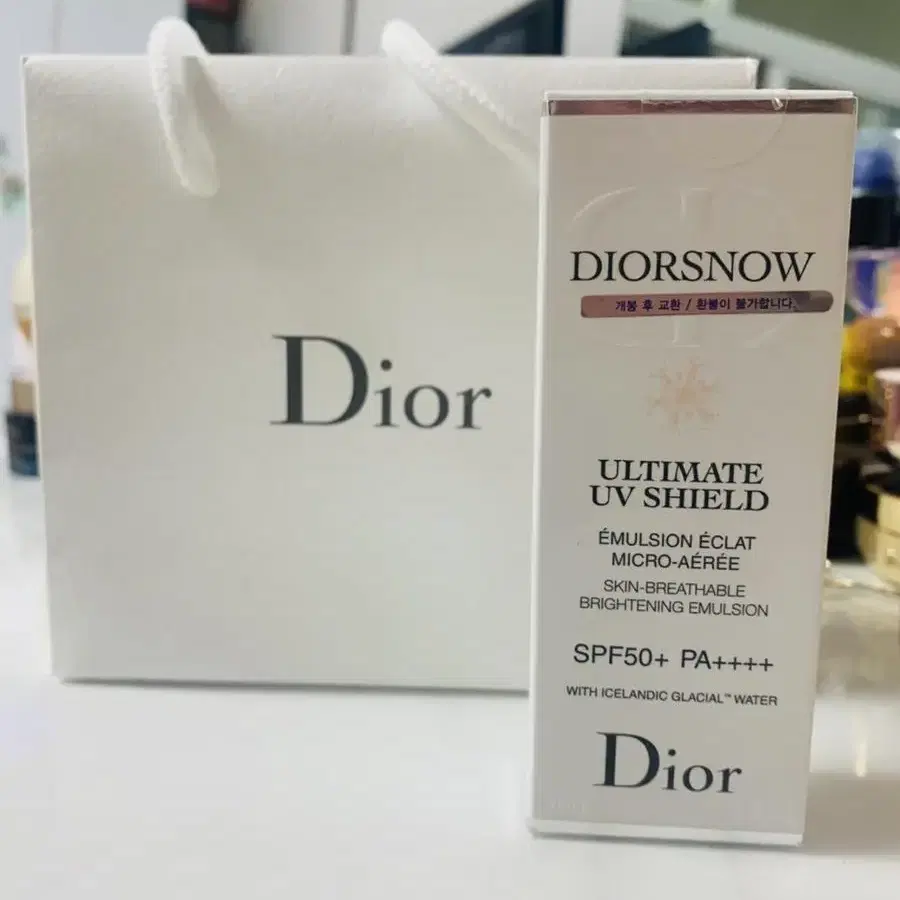 Dior
DIORSNOW
개봉 후 교환 / 환불이 불가합니다
ULTIMATE
UV SHIELD
ÉMULSION ÉCLAT
MICRO-AÉRÉE
SKIN-BREATHABLE
BRIGHTENING EMULSION
SPF50+ PA++++
WITH ICELANDIC GLACIAL™ WATER
Dior